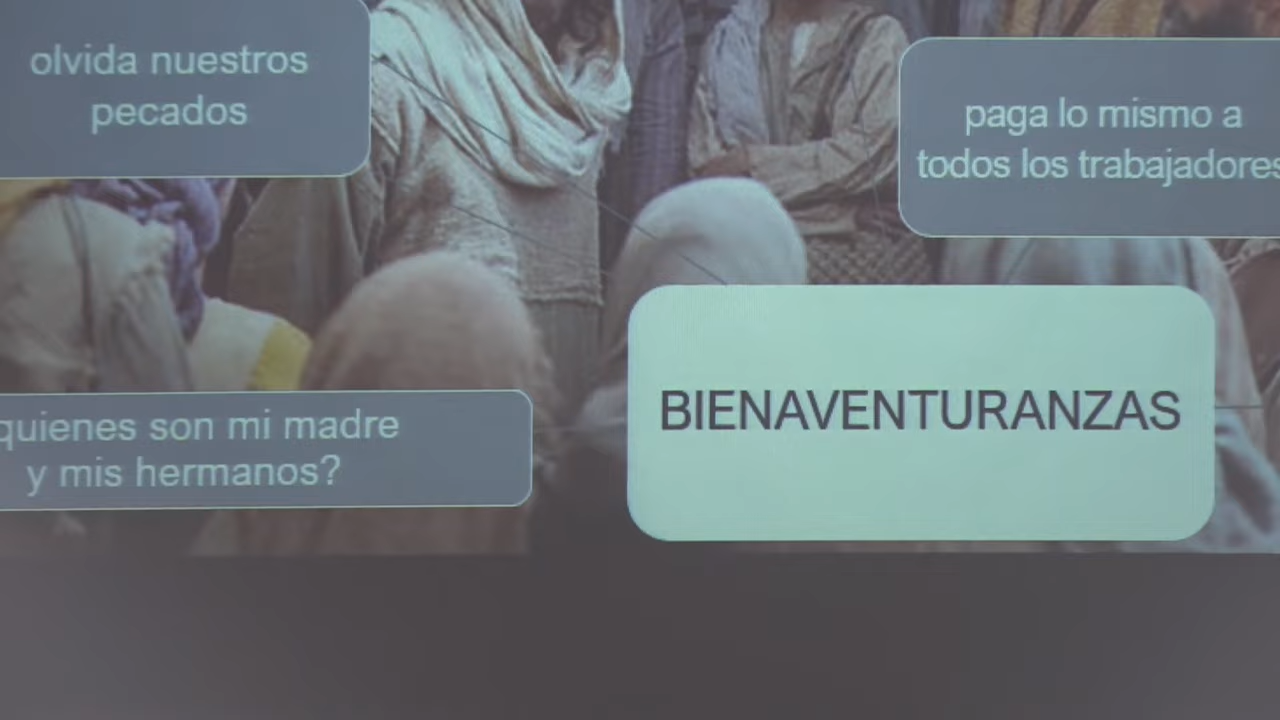 olvida nuestros
pecados
paga lo mismo a
todos los trabajadores
quienes son mi madre
y mis hermanos?
BIENAVENTURANZAS